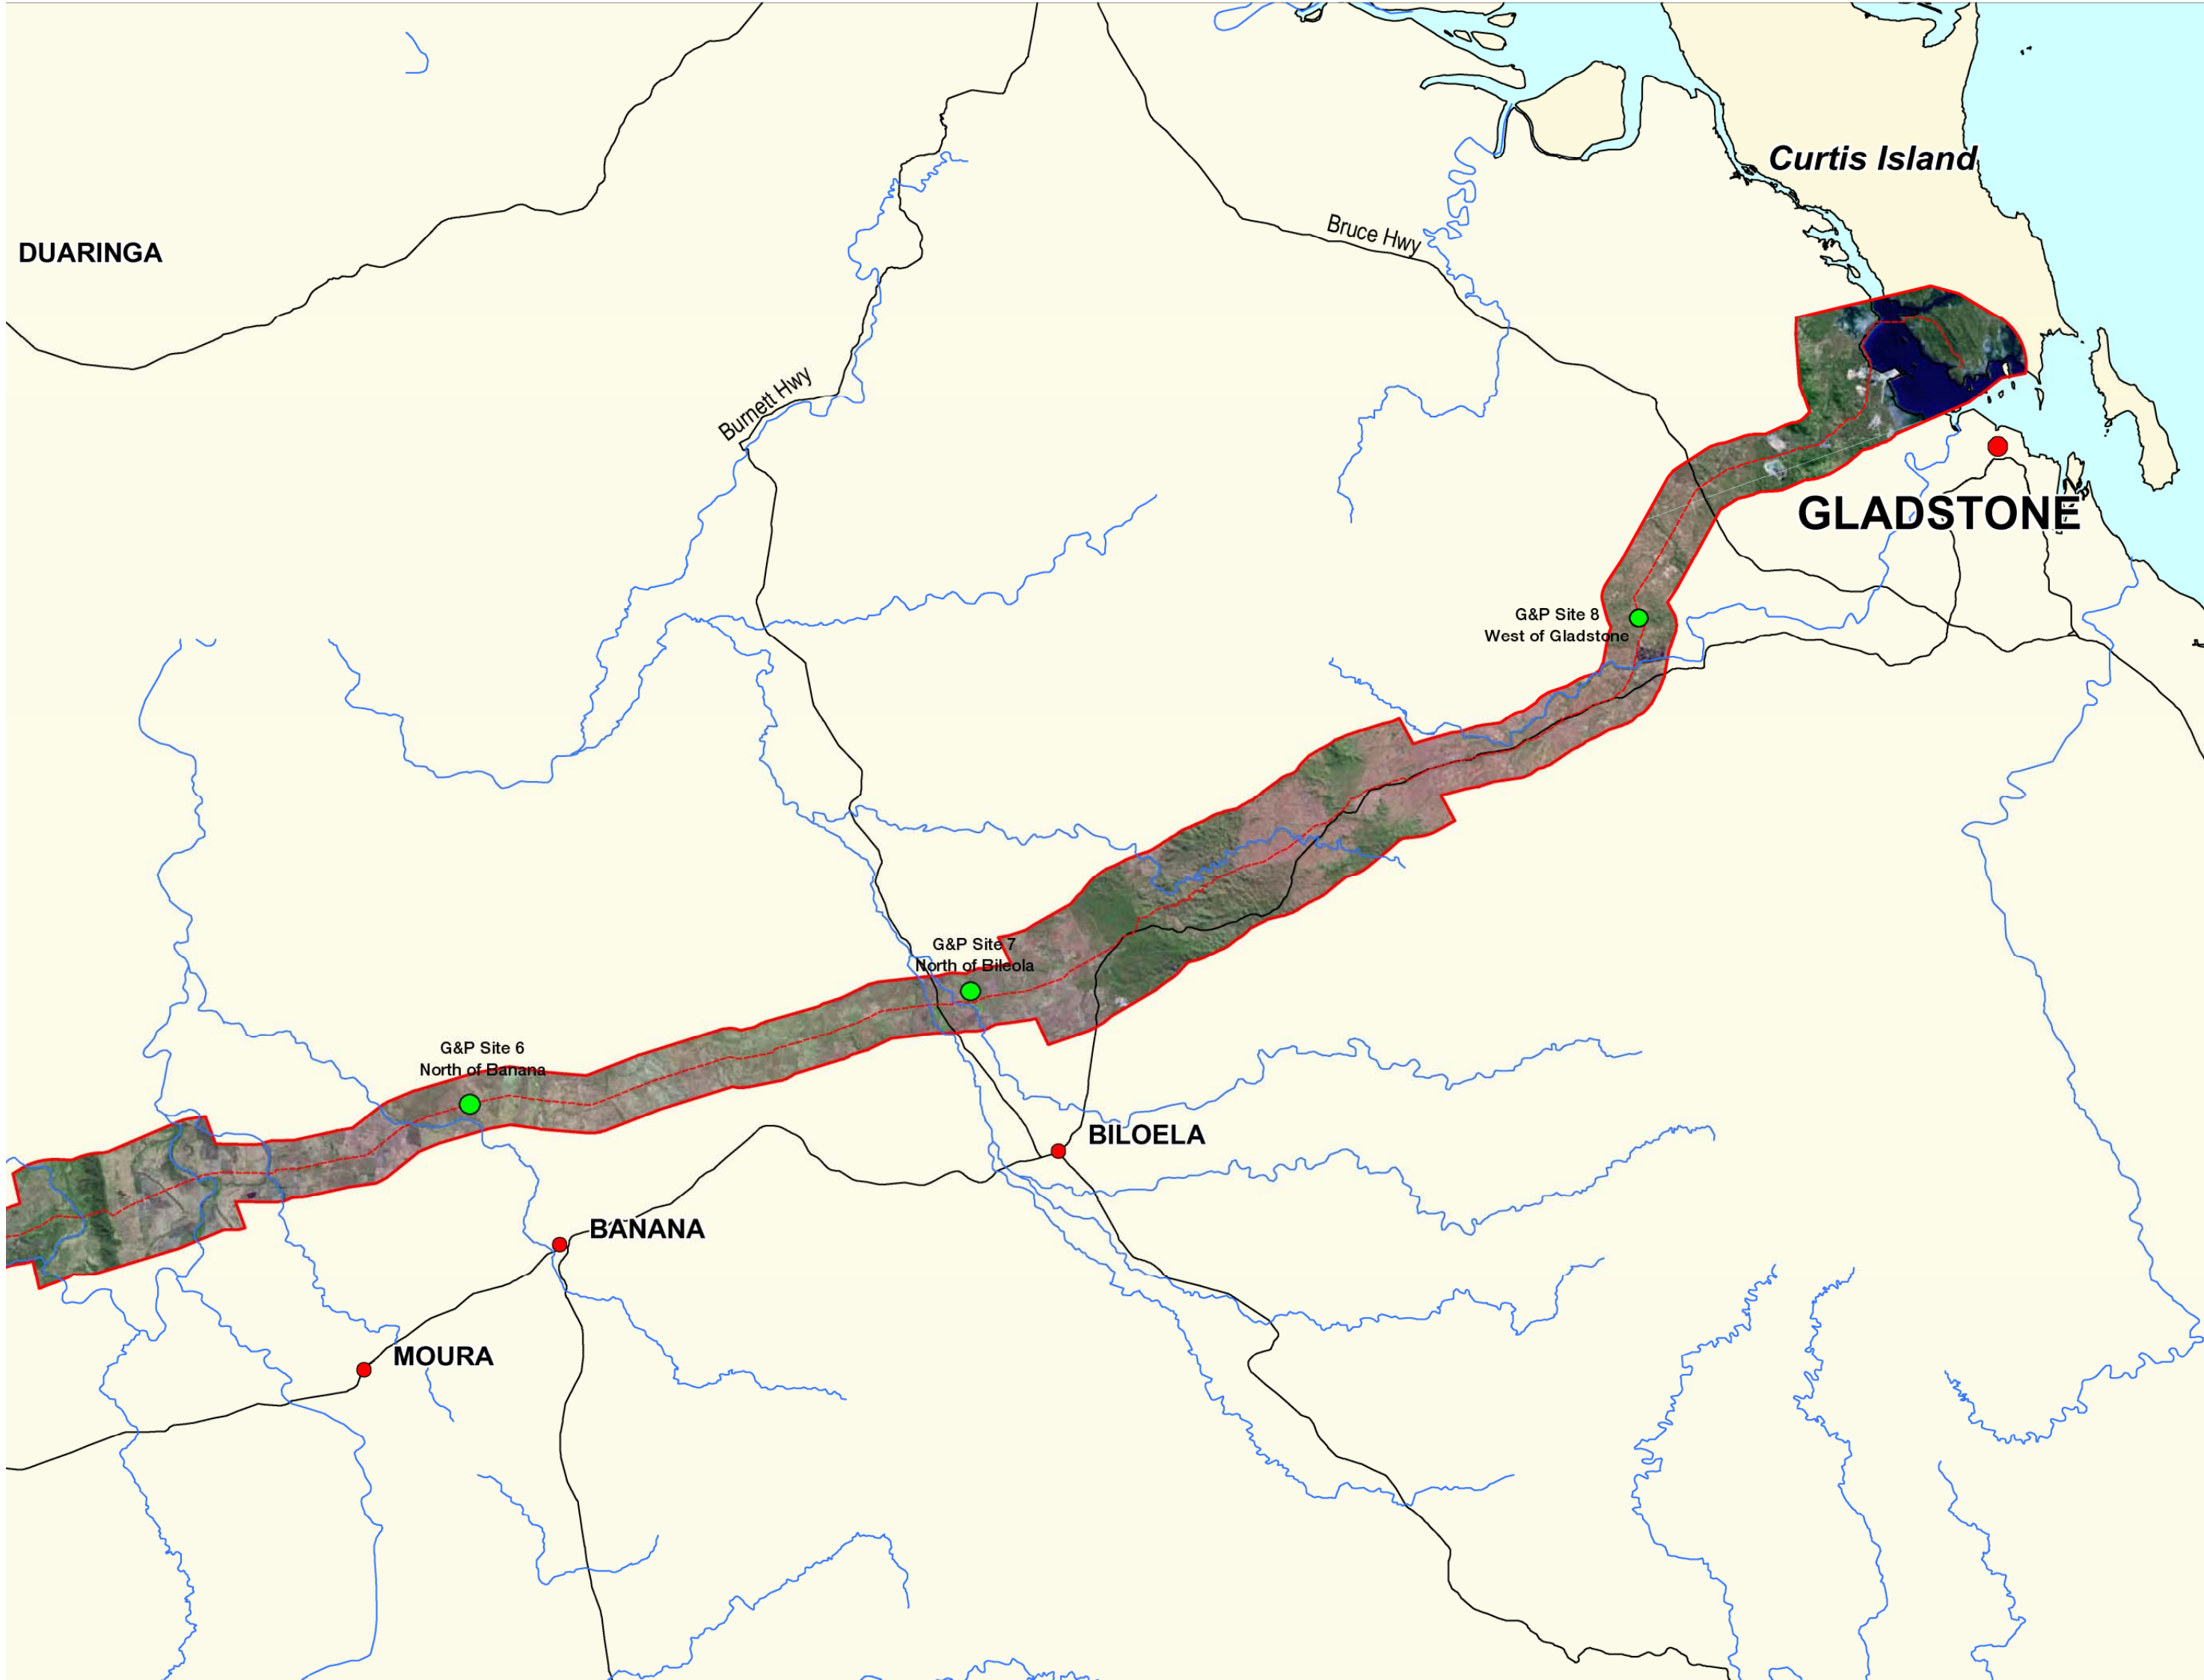 Curtis Island
Bruce Hwy
DUARINGA
Burnett Hwy
GLADSTONE
G&P Site 8
West of Gladstone
G&P Site 7
North of Bileola
G&P Site 6
North of Banana
BILOELA
BANANA
MOURA